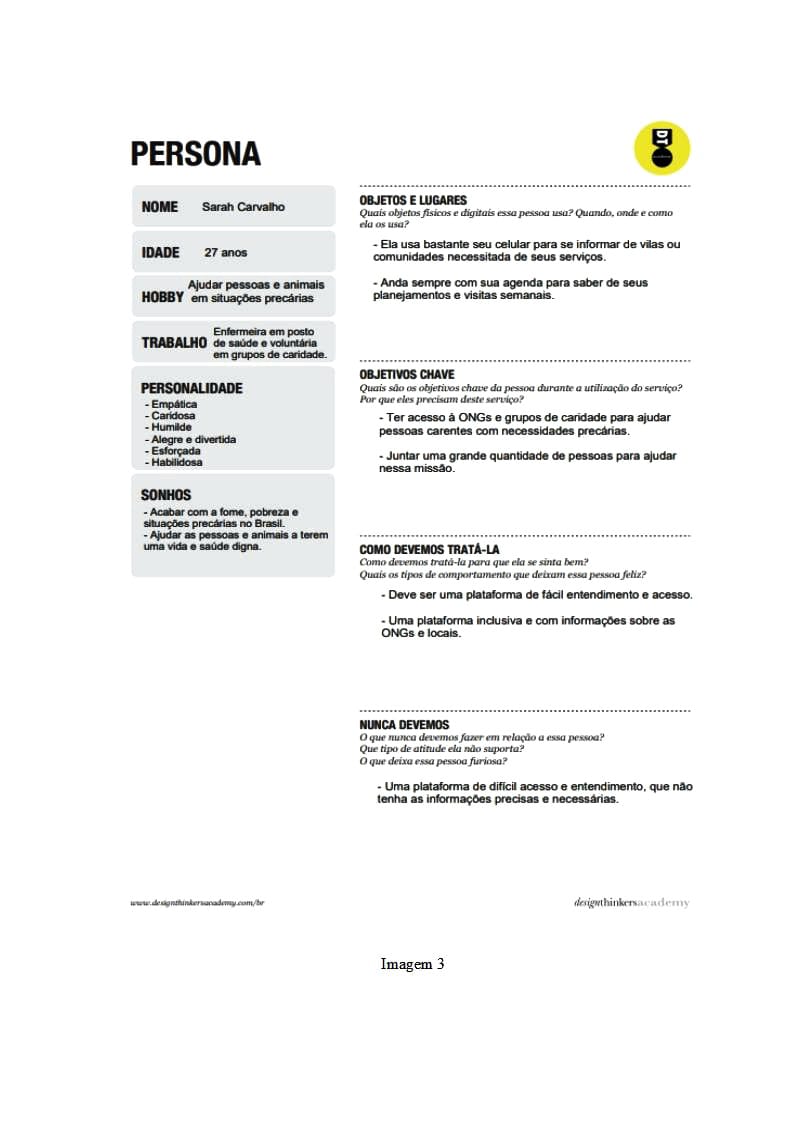 PERSONA
DT
academy
NOME Sarah Carvalho
IDADE 27 anos
HOBBY Ajudar pessoas e animais
em situações precárias
TRABALHO Enfermeira em posto
de saúde e voluntária
em grupos de caridade.
PERSONALIDADE
- Empática
- Caridosa
- Humilde
- Alegre e divertida
- Esforçada
- Habilidosa
SONHOS
- Acabar com a fome, pobreza e
situações precárias no Brasil.
- Ajudar as pessoas e animais a terem
uma vida e saúde digna.
OBJETOS E LUGARES
Quais objetos físicos e digitais essa pessoa usa? Quando, onde e como
ela os usa?
- Ela usa bastante seu celular para se informar de vilas ou
comunidades necessitada de seus serviços.
- Anda sempre com sua agenda para saber de seus
planejamentos e visitas semanais.
OBJETIVOS CHAVE
Quais são os objetivos chave da pessoa durante a utilização do serviço?
Por que eles precisam deste serviço?
- Ter acesso à ONGs e grupos de caridade para ajudar
pessoas carentes com necessidades precárias.
- Juntar uma grande quantidade de pessoas para ajudar
nessa missão.
COMO DEVEMOS TRATÁ-LA
Como devemos tratá-la para que ela se sinta bem?
Quais os tipos de comportamento que deixam essa pessoa feliz?
- Deve ser uma plataforma de fácil entendimento e acesso.
- Uma plataforma inclusiva e com informações sobre as
ONGs e locais.
NUNCA DEVEMOS
O que nunca devemos fazer em relação a essa pessoa?
Que tipo de atitude ela não suporta?
O que deixa essa pessoa furiosa?
- Uma plataforma de difícil acesso e entendimento, que não
tenha as informações precisas e necessárias.
www.designthinkersacademy.com/br
designthinkersacademy
Imagem 3